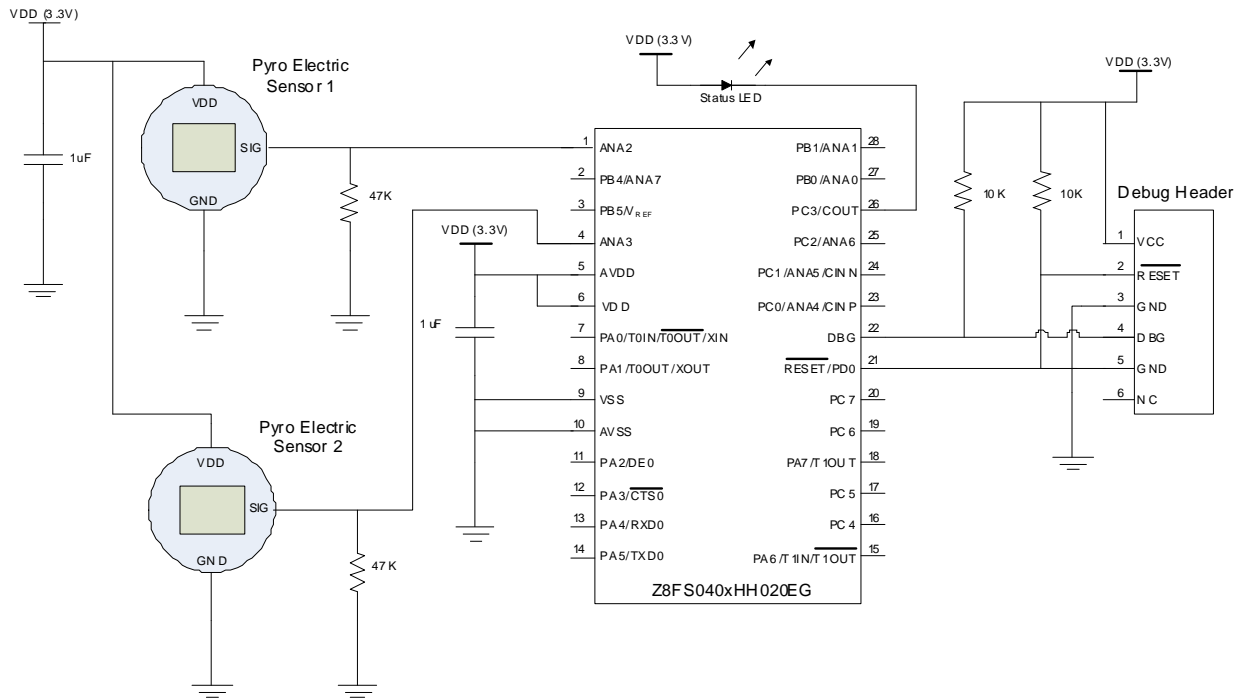 VDD (3.3V)
Pyro Electric
Sensor 1
VDD
SIG
GND
1uF
47K
VDD (3.3V)
Status LED
VDD (3.3V)
10K
10K
Debug Header
1 VCC
2 RESET
3 GND
4 DBG
5 GND
6 NC
VDD (3.3V)
1uF
1 ANA2
2 PB4/ANA7
3 PB5/VREF
4 ANA3
5 AVDD
6 VDD
7 PA0/T0IN/T0OUT/XIN
8 PA1/T0OUT/XOUT
9 VSS
10 AVSS
11 PA2/DE0
12 PA3/CTS0
13 PA4/RXD0
14 PA5/TXD0
PB1/ANA1 28
PB0/ANA0 27
PC3/COUT 26
PC2/ANA6 25
PC1/ANA5/CINN 24
PC0/ANA4/CINP 23
DBG 22
RESET/PD0 21
PC7 20
PC6 19
PA7/T1OUT 18
PC5 17
PC4 16
PA6/T1IN/T1OUT 15
Z8FS040xHH020EG
Pyro Electric
Sensor 2
VDD
SIG
GND
47K